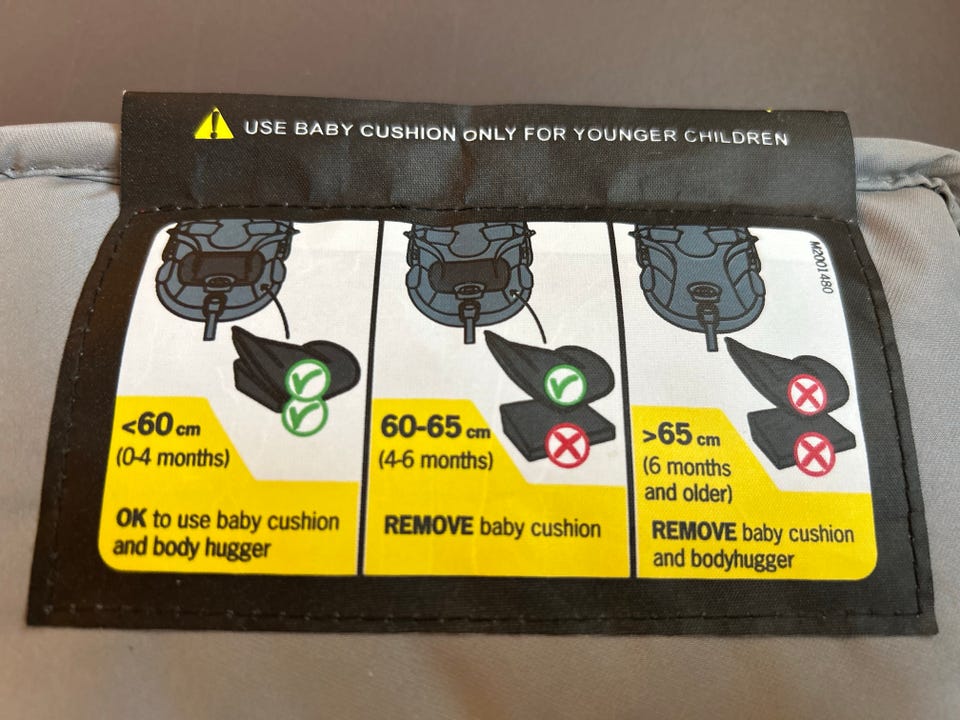 USE BABY CUSHION ONLY FOR YOUNGER CHILDREN
M2001480
<60 cm
(0-4 months)
OK to use baby cushion
and body hugger
60-65 cm
(4-6 months)
REMOVE baby cushion
>65 cm
(6 months
and older)
REMOVE baby cushion
and bodyhugger